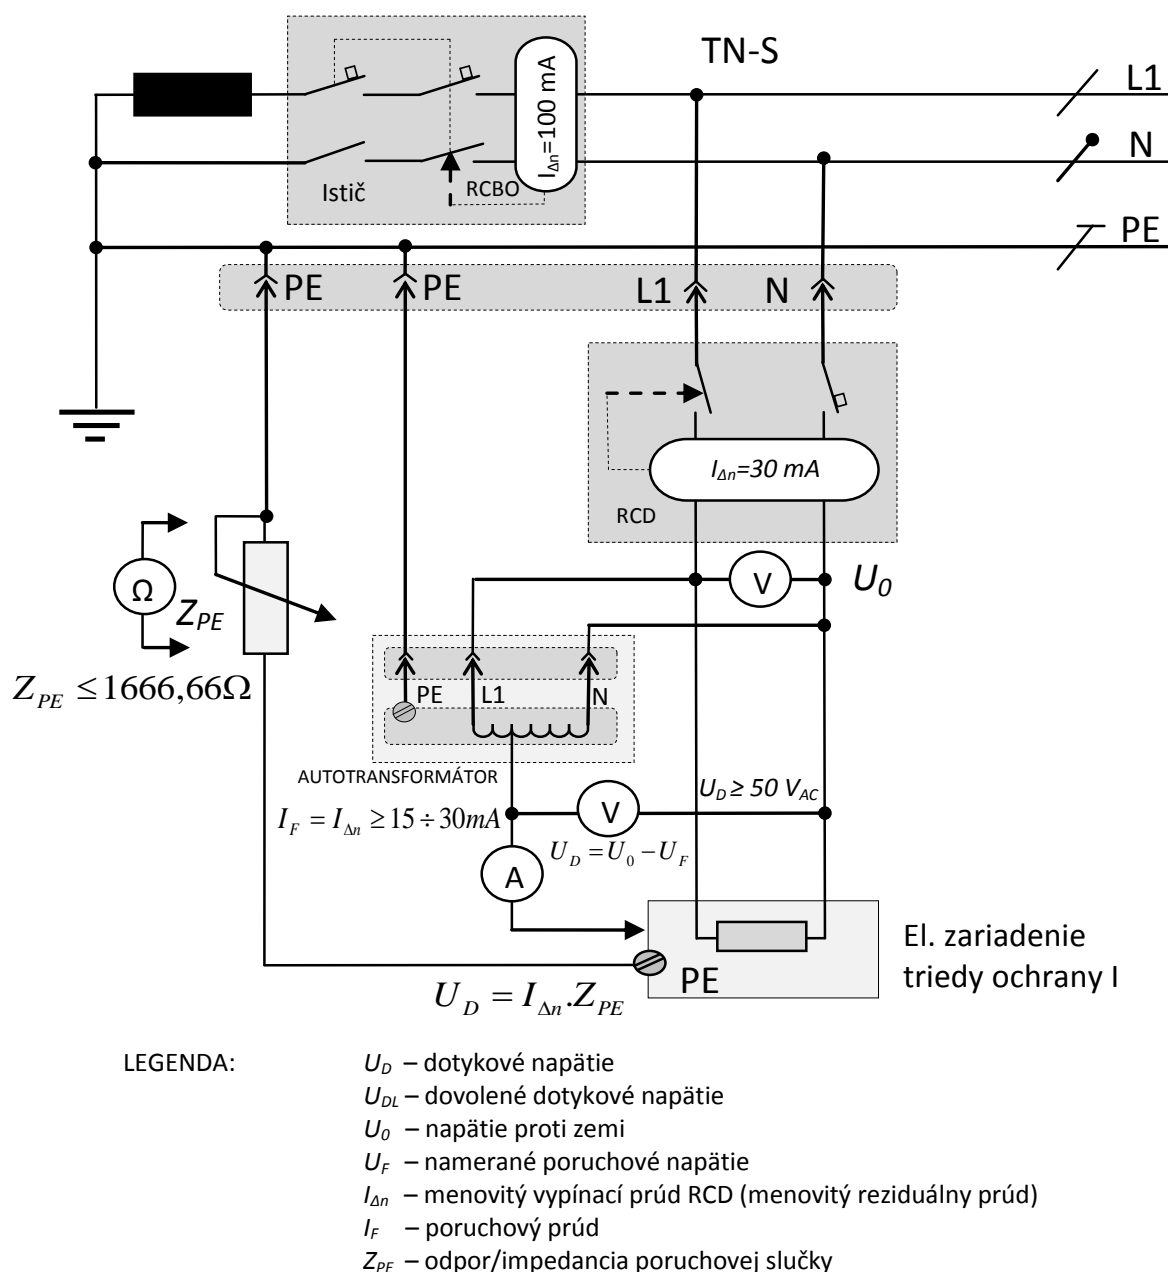 TN-S
L1
N
PE
I∆n=100 mA
Istič
RCBO
PE
PE
L1
N
I∆n=30 mA
RCD
V
U0
Ω
ZPE
ZPE ≤ 1666,66Ω
PE
L1
N
AUTOTRANSFORMÁTOR
UD ≥ 50 VAC
IF = I∆n ≥ 15 ÷ 30mA
V
UD = U0 − UF
A
El. zariadenie
triedy ochrany I
PE
UD = I∆n.ZPE
LEGENDA:
UD – dotykové napätie
UDL – dovolené dotykové napätie
U0 – napätie proti zemi
UF – namerané poruchové napätie
I∆n – menovitý vypínací prúd RCD (menovitý reziduálny prúd)
IF – poruchový prúd
ZPE – odpor/impedancia poruchovej slučky